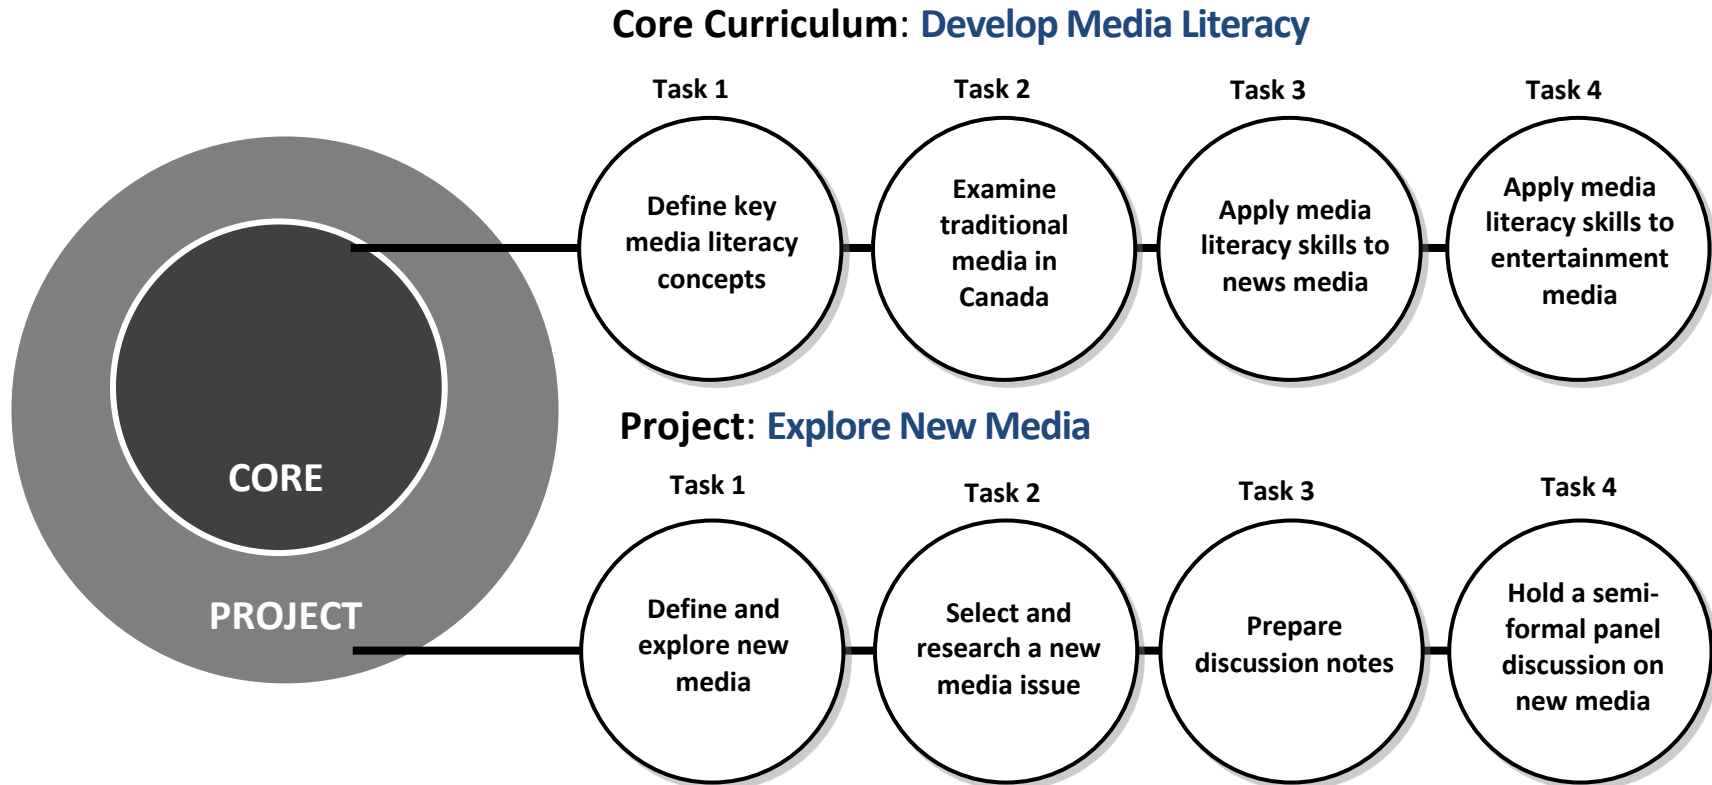 Core Curriculum: Develop Media Literacy
Task 1
Task 2
Task 3
Task 4
Define key
media literacy
concepts
Examine
traditional
media in
Canada
Apply media
literacy skills to
news media
Apply media
literacy skills to
entertainment
media
CORE
PROJECT
Project: Explore New Media
Task 1
Task 2
Task 3
Task 4
Define and
explore new
media
Select and
research a new
media issue
Prepare
discussion notes
Hold a semi-
formal panel
discussion on
new media